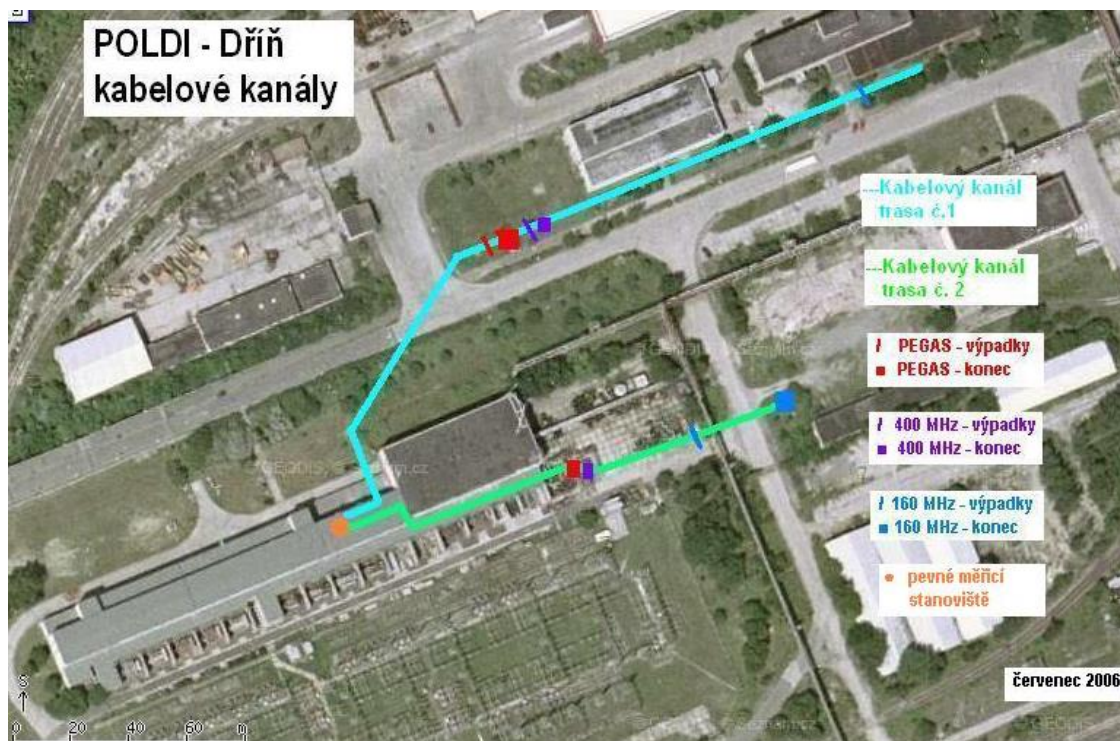 POLDI - Dříň
kabelové kanály
---Kabelový kanál
trasa č.1
---Kabelový kanál
trasa č. 2
PEGAS - výpadky
PEGAS - konec
400 MHz - výpadky
400 MHz - konec
160 MHz - výpadky
160 MHz - konec
pevné měřicí
stanoviště
červenec 2006
S
0 20 40 60 m